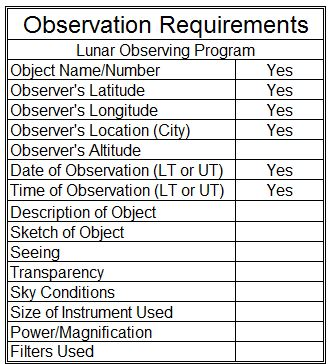 Observation Requirements
Lunar Observing Program
Object Name/Number Yes
Observer's Latitude Yes
Observer's Longitude Yes
Observer's Location (City) Yes
Observer's Altitude
Date of Observation (LT or UT) Yes
Time of Observation (LT or UT) Yes
Description of Object
Sketch of Object
Seeing
Transparency
Sky Conditions
Size of Instrument Used
Power/Magnification
Filters Used